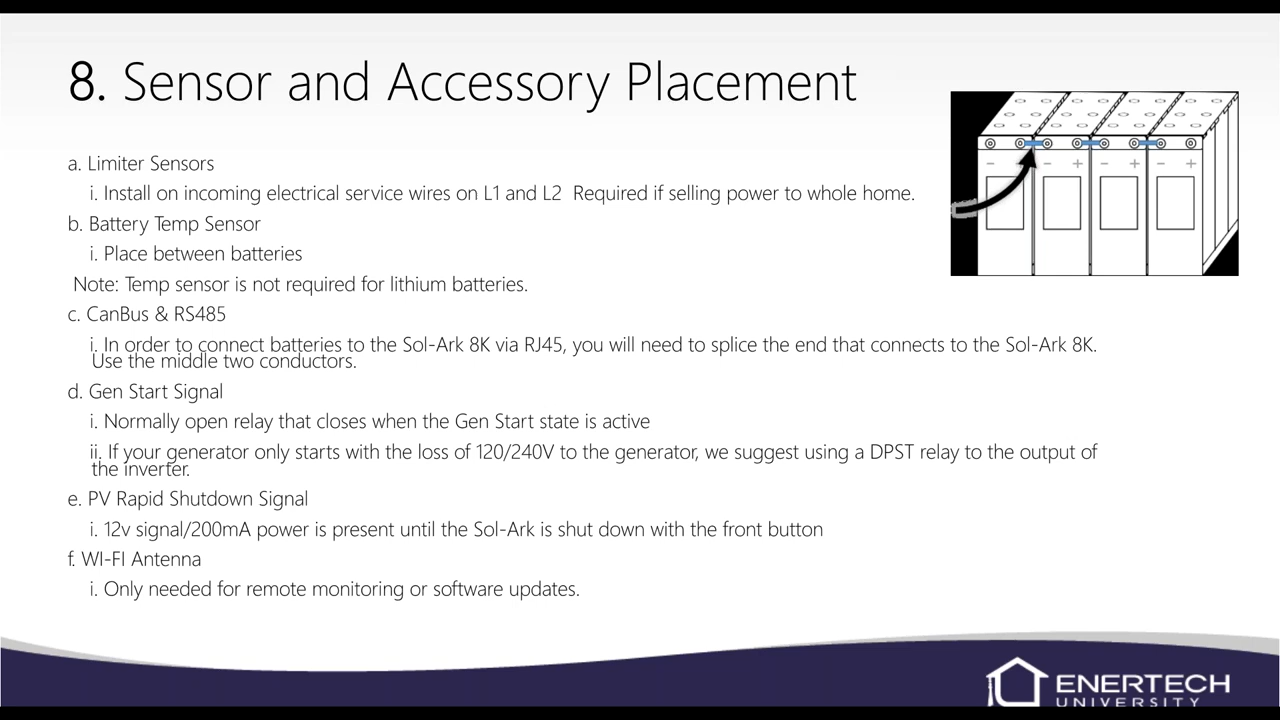 8. Sensor and Accessory Placement
a. Limiter Sensors
i. Install on incoming electrical service wires on L1 and L2  Required if selling power to whole home.
b. Battery Temp Sensor
i. Place between batteries
Note: Temp sensor is not required for lithium batteries.
c. CanBus & RS485
i. In order to connect batteries to the Sol-Ark 8K via RJ45, you will need to splice the end that connects to the Sol-Ark 8K.
Use the middle two conductors.
d. Gen Start Signal
i. Normally open relay that closes when the Gen Start state is active
ii. If your generator only starts with the loss of 120/240V to the generator, we suggest using a DPST relay to the output of
the inverter.
e. PV Rapid Shutdown Signal
i. 12v signal/200mA power is present until the Sol-Ark is shut down with the front button
f. WI-FI Antenna
i. Only needed for remote monitoring or software updates.
− − + − + − +
ENERTECH
UNIVERSITY